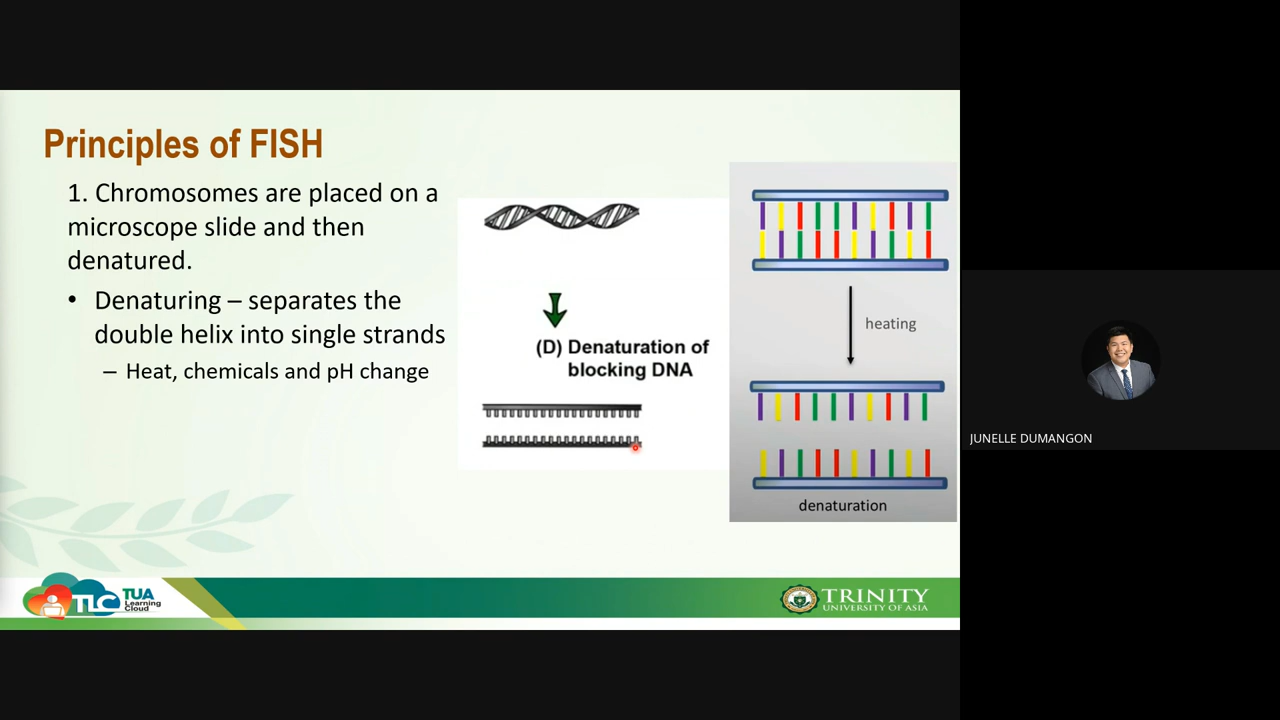 Principles of FISH
1. Chromosomes are placed on a
microscope slide and then
denatured.
• Denaturing – separates the
double helix into single strands
– Heat, chemicals and pH change
(D) Denaturation of
blocking DNA
heating
denaturation
TLC TUA
Learning
Cloud
TRINITY
UNIVERSITY OF ASIA
JUNELLE DUMANGON